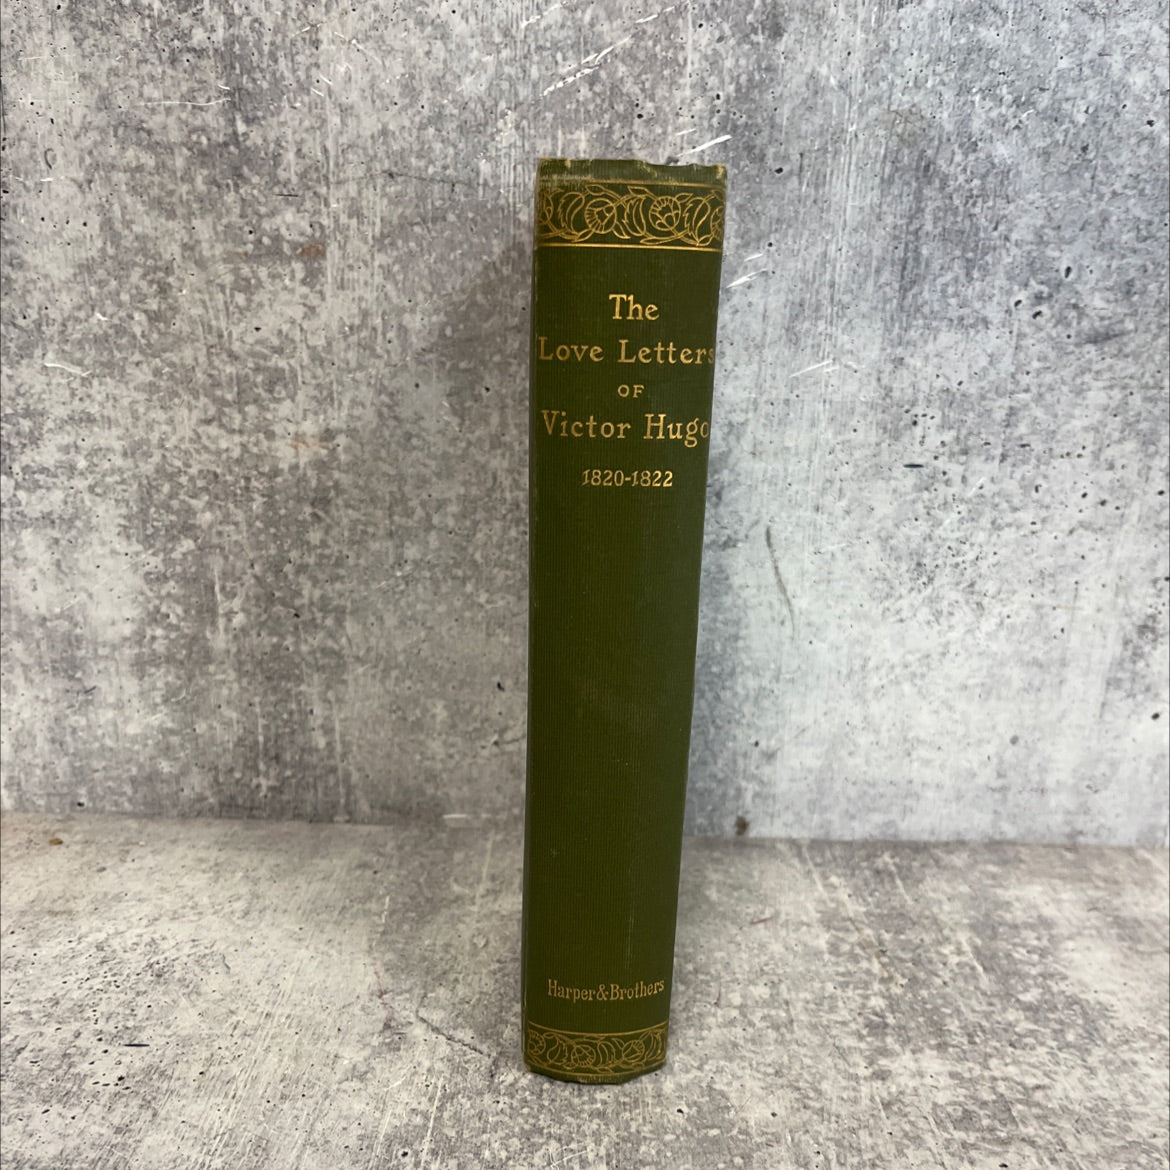 The
Love Letters
OF
Victor Hugo
1820-1822
Harper & Brothers